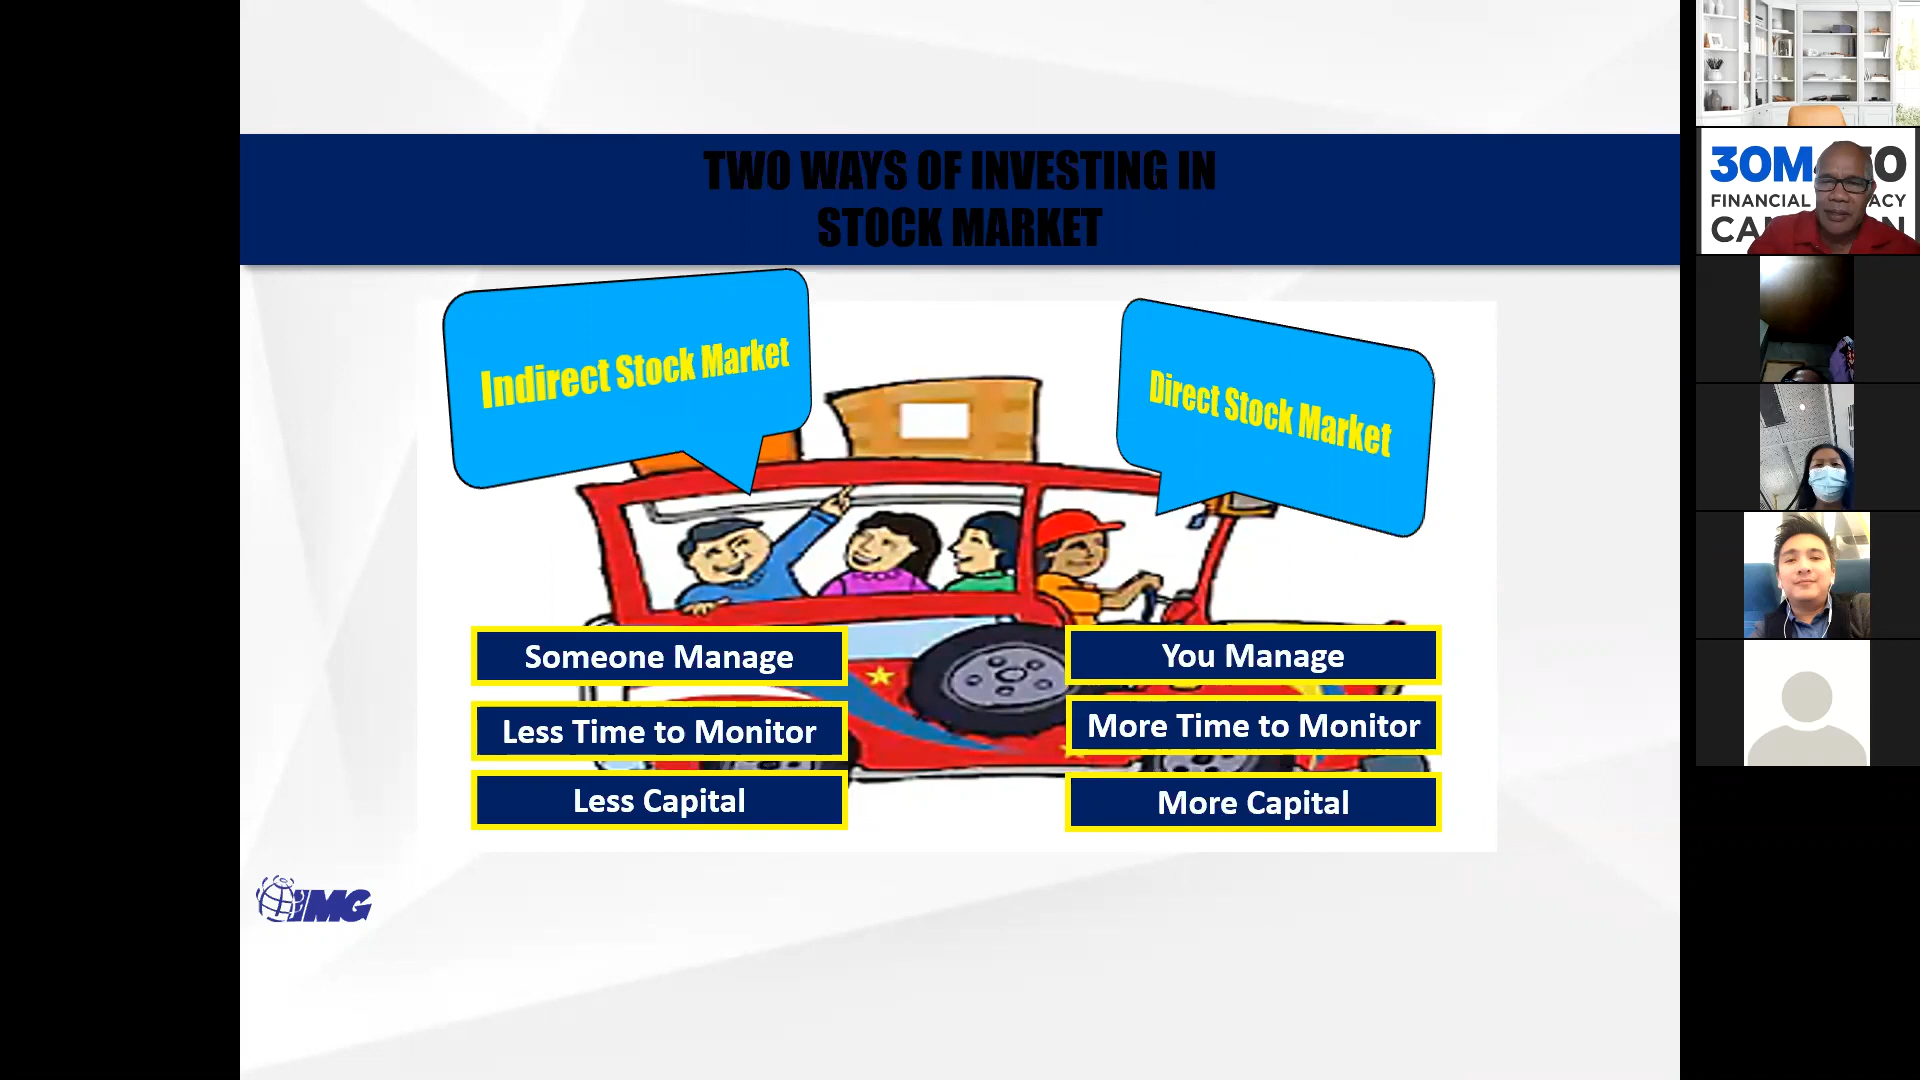 TWO WAYS OF INVESTING IN
STOCK MARKET
Indirect Stock Market
Direct Stock Market
Someone Manage
You Manage
Less Time to Monitor
More Time to Monitor
Less Capital
More Capital
IMG
FINANCIAL